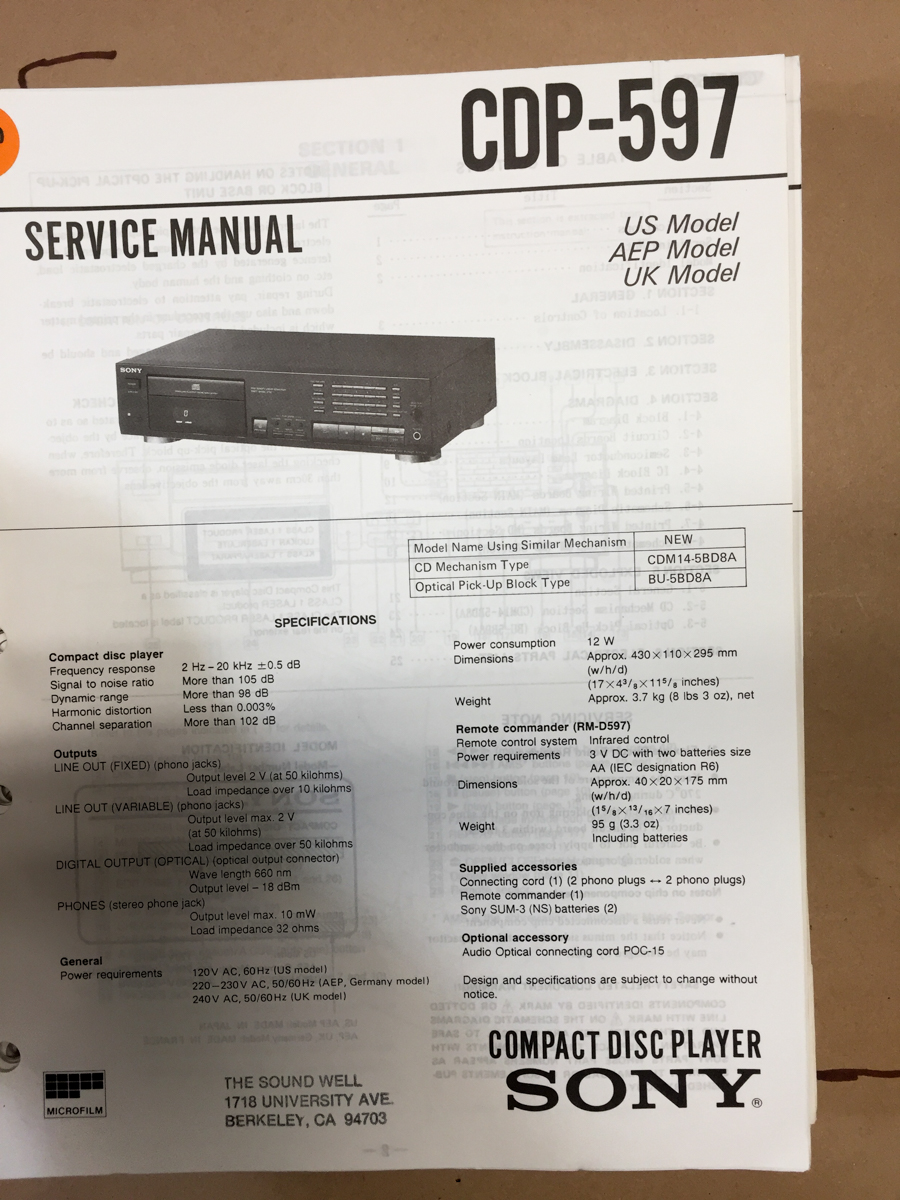 CDP-597
SERVICE MANUAL
US Model
AEP Model
UK Model
SONY
Model Name Using Similar Mechanism NEW
CD Mechanism Type CDM14-5BD8A
Optical Pick-Up Block Type BU-5BD8A
SPECIFICATIONS
Compact disc player
Frequency response 2 Hz – 20 kHz ±0.5 dB
Signal to noise ratio More than 105 dB
Dynamic range More than 98 dB
Harmonic distortion Less than 0.003%
Channel separation More than 102 dB
Outputs
LINE OUT (FIXED) (phono jacks)
Output level 2 V (at 50 kilohms)
Load impedance over 10 kilohms
LINE OUT (VARIABLE) (phono jacks)
Output level max. 2 V
(at 50 kilohms)
Load impedance over 50 kilohms
DIGITAL OUTPUT (OPTICAL) (optical output connector)
Wave length 660 nm
Output level – 18 dBm
PHONES (stereo phone jack)
Output level max. 10 mW
Load impedance 32 ohms
General
Power requirements 120V AC, 60Hz (US model)
220–230V AC, 50/60Hz (AEP, Germany model)
240V AC, 50/60Hz (UK model)
Power consumption 12 W
Dimensions Approx. 430×110×295 mm
(w/h/d)
(17×4 3/8×11 5/8 inches)
Weight Approx. 3.7 kg (8 lbs 3 oz), net
Remote commander (RM-D597)
Remote control system Infrared control
Power requirements 3 V DC with two batteries size
AA (IEC designation R6)
Dimensions Approx. 40×20×175 mm
(w/h/d)
(1 5/8×13/16×7 inches)
Weight 95 g (3.3 oz)
Including batteries
Supplied accessories
Connecting cord (1) (2 phono plugs ↔ 2 phono plugs)
Remote commander (1)
Sony SUM-3 (NS) batteries (2)
Optional accessory
Audio Optical connecting cord POC-15
Design and specifications are subject to change without
notice.
COMPACT DISC PLAYER
SONY®
MICROFILM
THE SOUND WELL
1718 UNIVERSITY AVE.
BERKELEY, CA 94703